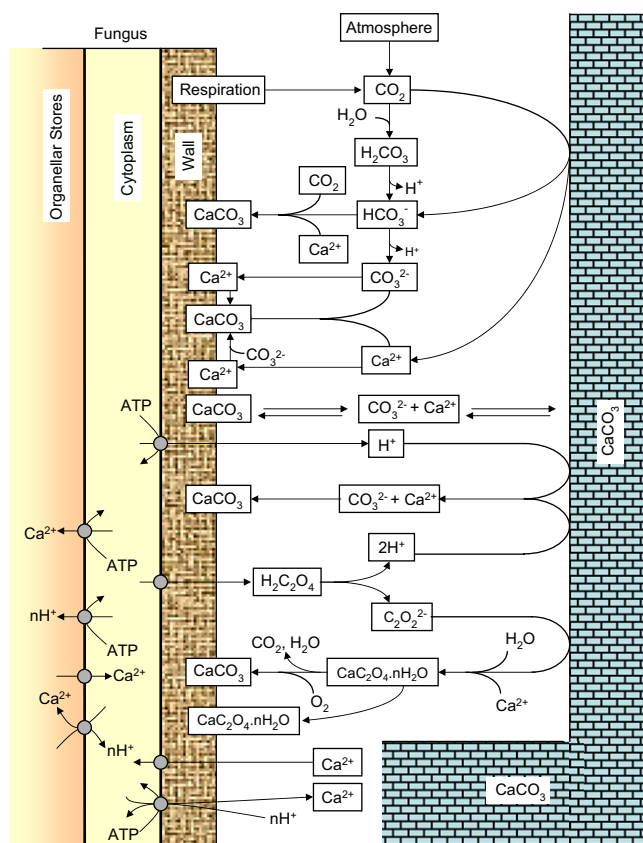 Fungus
Atmosphere
Organellar Stores
Cytoplasm
Wall
Respiration
CO₂
H₂O
H₂CO₃
H⁺
CO₂
CaCO₃
HCO₃⁻
Ca²⁺
H⁺
Ca²⁺
CO₃²⁻
CaCO₃
CO₃²⁻
Ca²⁺
Ca²⁺
CaCO₃
CO₃²⁻ + Ca²⁺
CaCO₃
ATP
H⁺
CaCO₃
CO₃²⁻ + Ca²⁺
Ca²⁺
ATP
2H⁺
H₂C₂O₄
nH⁺
C₂O₂²⁻
ATP
H₂O
CO₂, H₂O
CaCO₃
CaC₂O₄.nH₂O
Ca²⁺
Ca²⁺
O₂
Ca²⁺
CaC₂O₄.nH₂O
nH⁺
Ca²⁺
CaCO₃
Ca²⁺
nH⁺
ATP